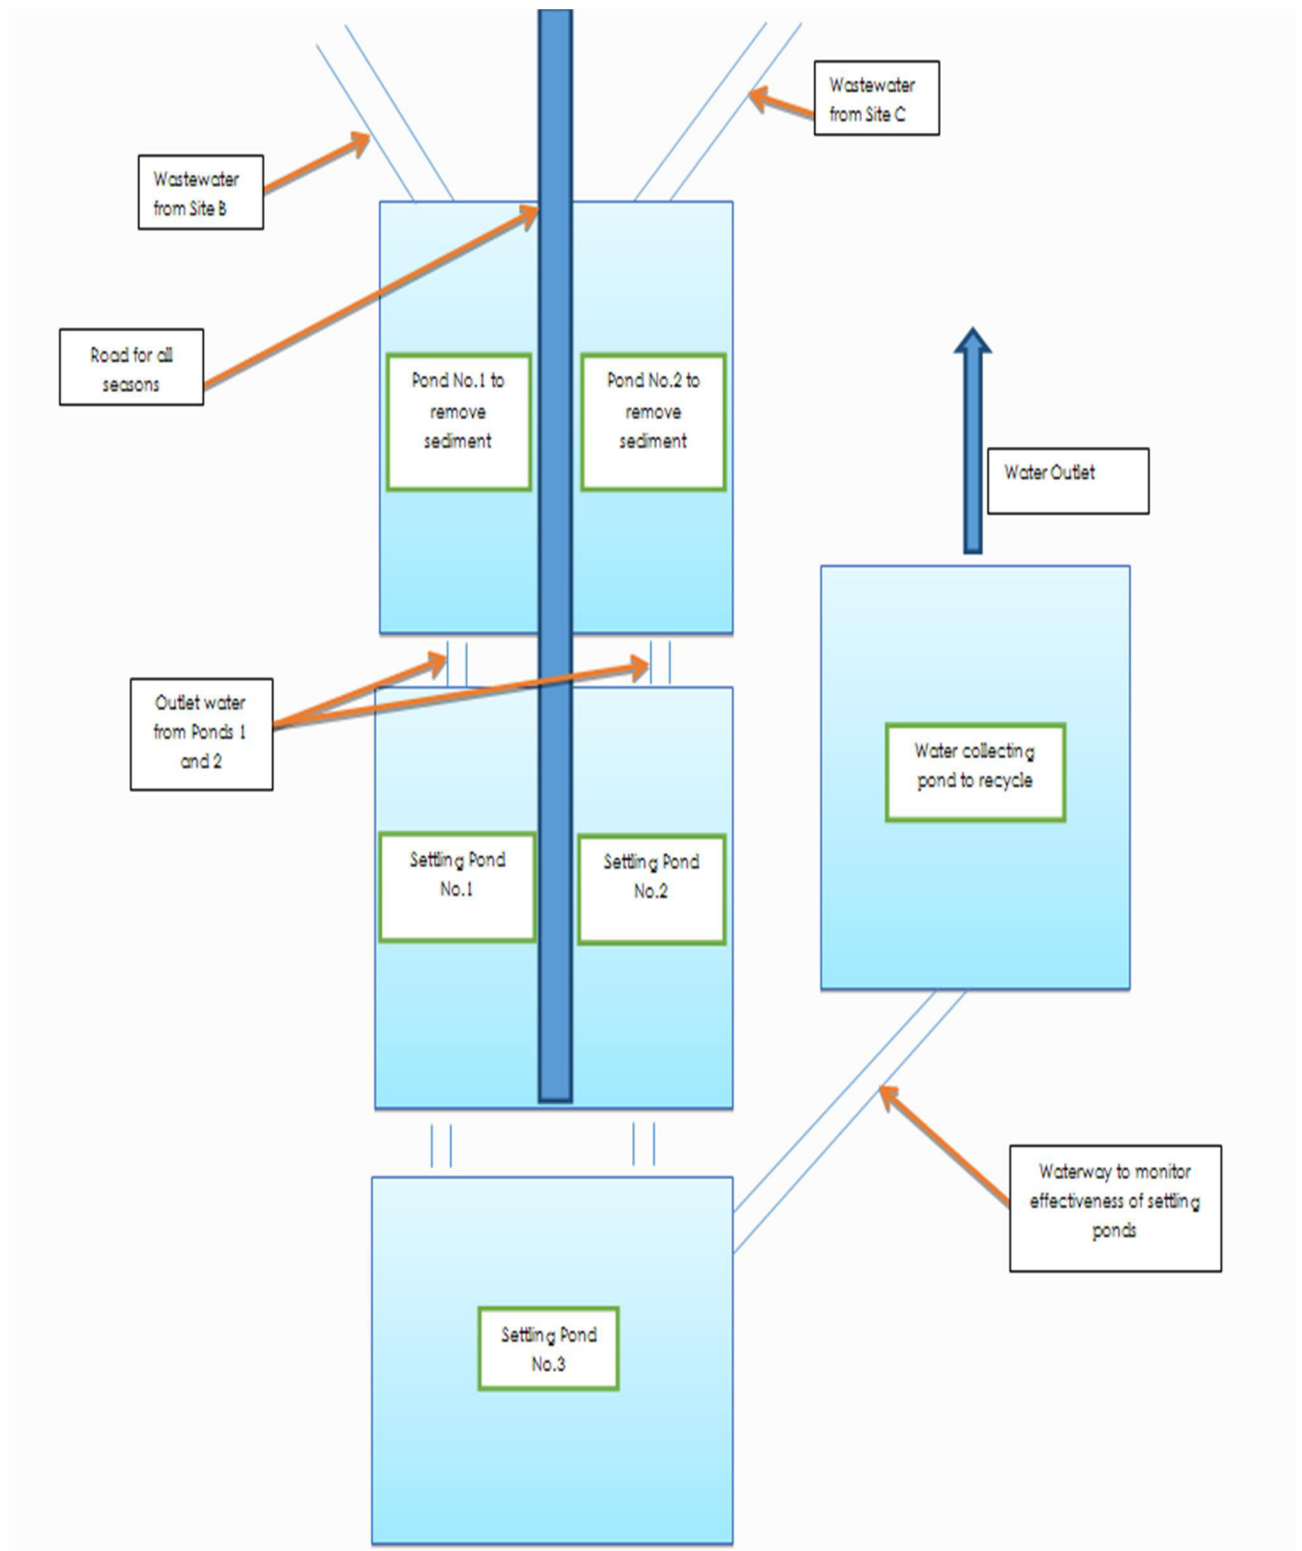 Wastewater
from Site C
Wastewater
from Site B
Road for all
seasons
Pond No.1 to
remove
sediment
Pond No.2 to
remove
sediment
Water Outlet
Outlet water
from Ponds 1
and 2
Water collecting
pond to recycle
Settling Pond
No.1
Settling Pond
No.2
Waterway to monitor
effectiveness of settling
ponds
Settling Pond
No.3